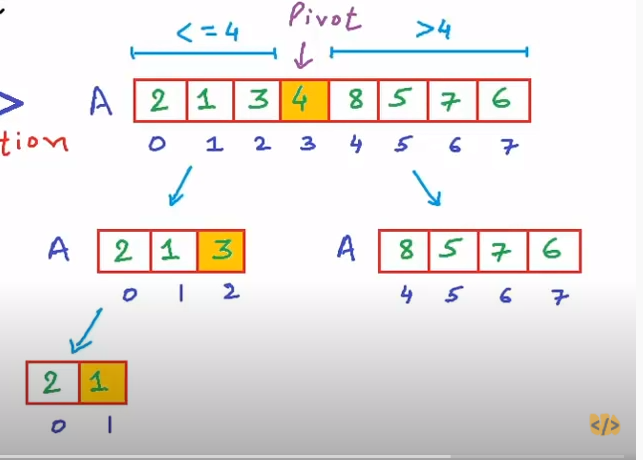 Pivot
<=4
>4
>
A 2 1 3 4 8 5 7 6
tion
0 1 2 3 4 5 6 7
A 2 1 3
A 8 5 7 6
0 1 2
4 5 6 7
2 1
0 1
</>